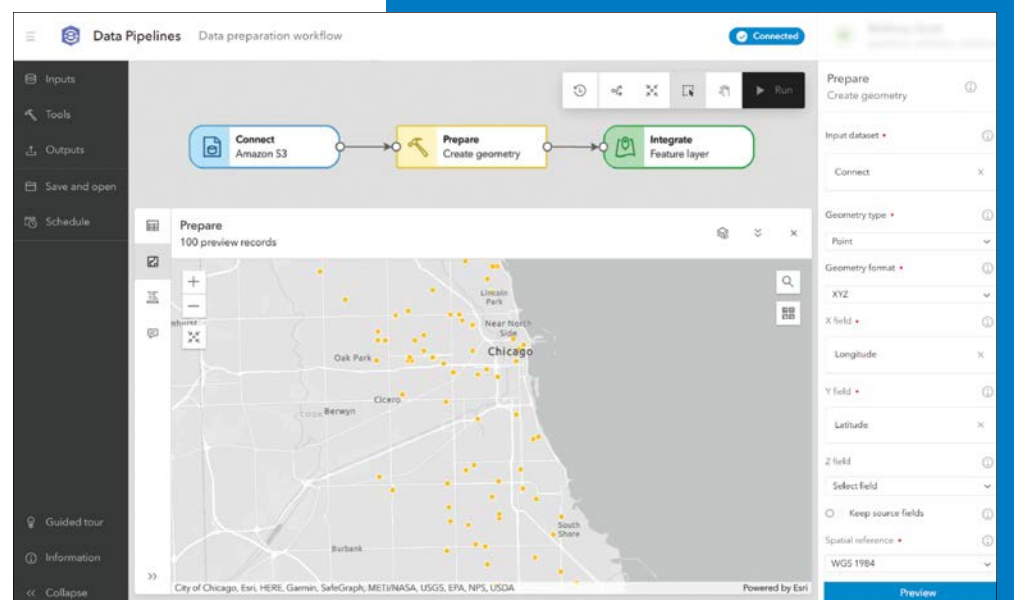 Data Pipelines
Data preparation workflow
Connected
Inputs
Tools
Outputs
Save and open
Schedule
Guided tour
Information
Collapse
Run
Connect
Amazon S3
Prepare
Create geometry
Integrate
Feature layer
Prepare
100 preview records
Lincoln
Park
Near North
Side
Chicago
Oak Park
Cicero
COOK
Berwyn
South
Shore
Burbank
City of Chicago, Esri, HERE, Garmin, SafeGraph, METI/NASA, USGS, EPA, NPS, USDA
Powered by Esri
Prepare
Create geometry
Input dataset
Connect
Geometry type
Point
Geometry format
XYZ
X field
Longitude
Y field
Latitude
Z field
Select field
Keep source fields
Spatial reference
WGS 1984
Preview